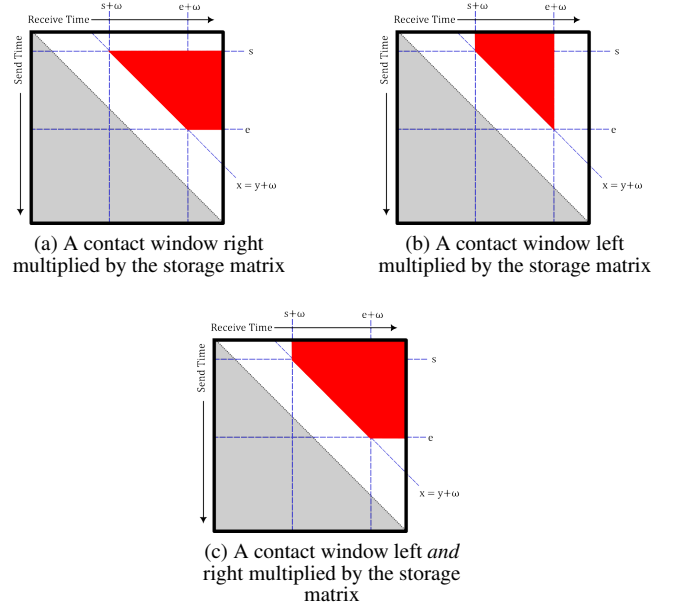 s+ω e+ω
Receive Time
Send Time
s
e
x = y+ω
(a) A contact window right
multiplied by the storage matrix
s+ω e+ω
Receive Time
Send Time
s
e
x = y+ω
(b) A contact window left
multiplied by the storage matrix
s+ω e+ω
Receive Time
Send Time
s
e
x = y+ω
(c) A contact window left and
right multiplied by the storage
matrix